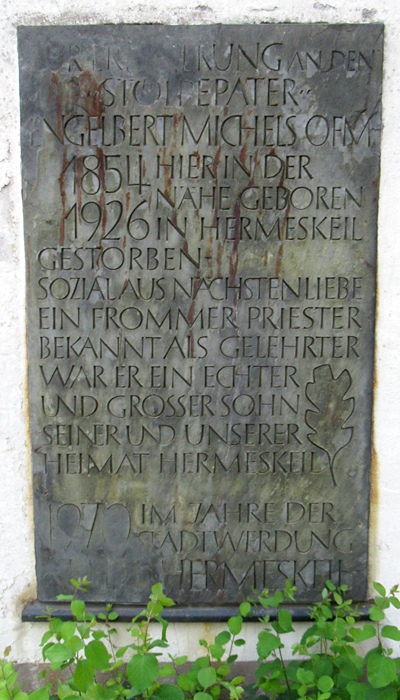 ZUR ERINNERUNG AN DEN
"STOLPEPATER"
ENGELBERT MICHELS OFM
1854 HIER IN DER
NÄHE GEBOREN
1926 IN HERMESKEIL
GESTORBEN-
SOZIAL AUS NÄCHSTENLIEBE
EIN FROMMER PRIESTER
BEKANNT ALS GELEHRTER
WAR ER EIN ECHTER
UND GROSSER SOHN
SEINER UND UNSERER
HEIMAT HERMESKEIL
1970 IM JAHRE DER
STADTWERDUNG
HERMESKEIL